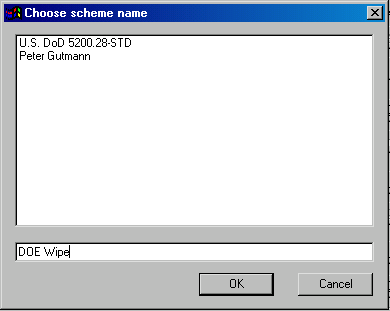 Choose scheme name
U.S. DoD 5200.28-STD
Peter Gutmann
DOE Wipe
OK
Cancel